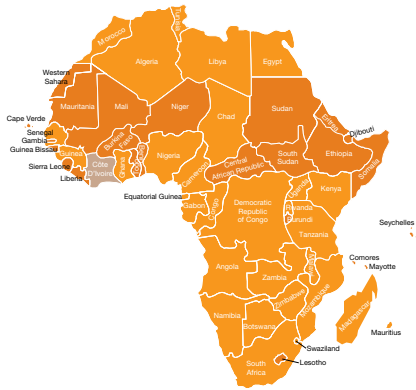 Tunisia
Morocco
Algeria
Libya
Egypt
Western
Sahara
Mauritania
Mali
Niger
Chad
Sudan
Eritrea
Djibouti
Cape Verde
Senegal
Gambia
Guinea Bissau
Guinea
Sierra Leone
Liberia
Côte
D'Ivoire
Burkina
Faso
Ghana
Togo
Benin
Nigeria
Cameroon
Central
African Republic
South
Sudan
Ethiopia
Somalia
Equatorial Guinea
Gabon
Congo
Democratic
Republic
of Congo
Uganda
Kenya
Rwanda
Burundi
Tanzania
Seychelles
Comoros
Mayotte
Angola
Zambia
Malawi
Mozambique
Zimbabwe
Madagascar
Mauritius
Namibia
Botswana
Swaziland
Lesotho
South
Africa